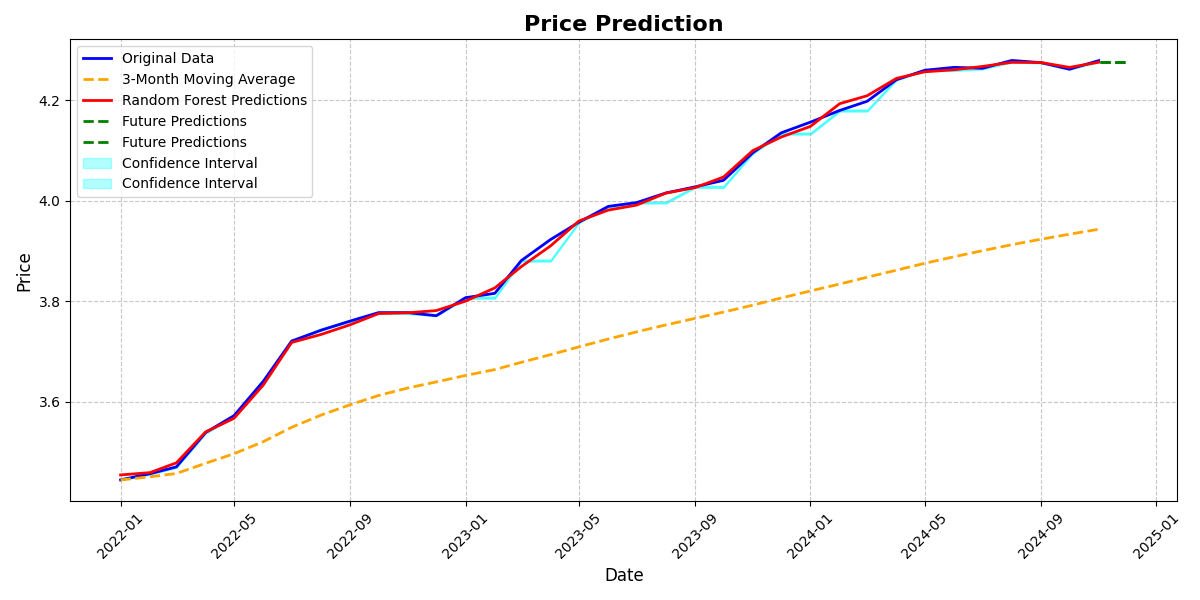 Price Prediction
Original Data
3-Month Moving Average
Random Forest Predictions
Future Predictions
Future Predictions
Confidence Interval
Confidence Interval
4.2
4.0
3.8
3.6
Price
2022-01
2022-05
2022-09
2023-01
2023-05
2023-09
2024-01
2024-05
2024-09
2025-01
Date